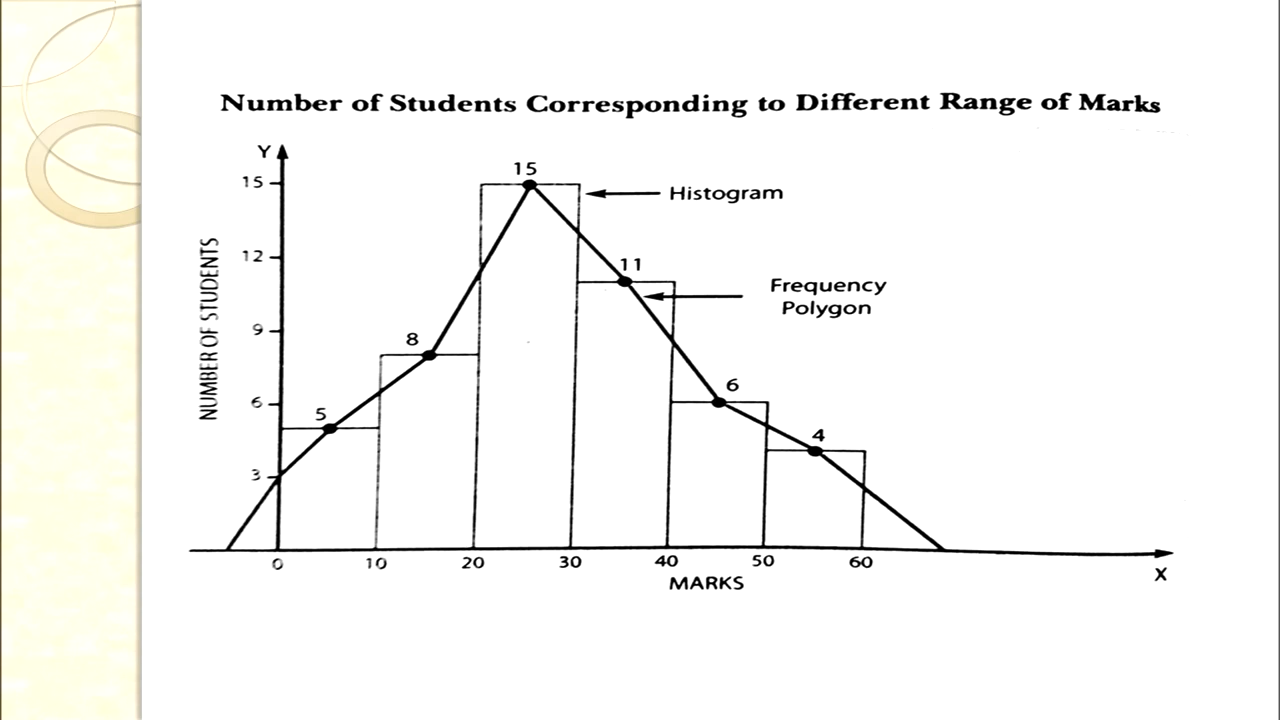 Number of Students Corresponding to Different Range of Marks
Y
15
15
Histogram
12
11
Frequency
Polygon
9
8
6
6
5
4
3
NUMBER OF STUDENTS
0 10 20 30 40 50 60
MARKS
X